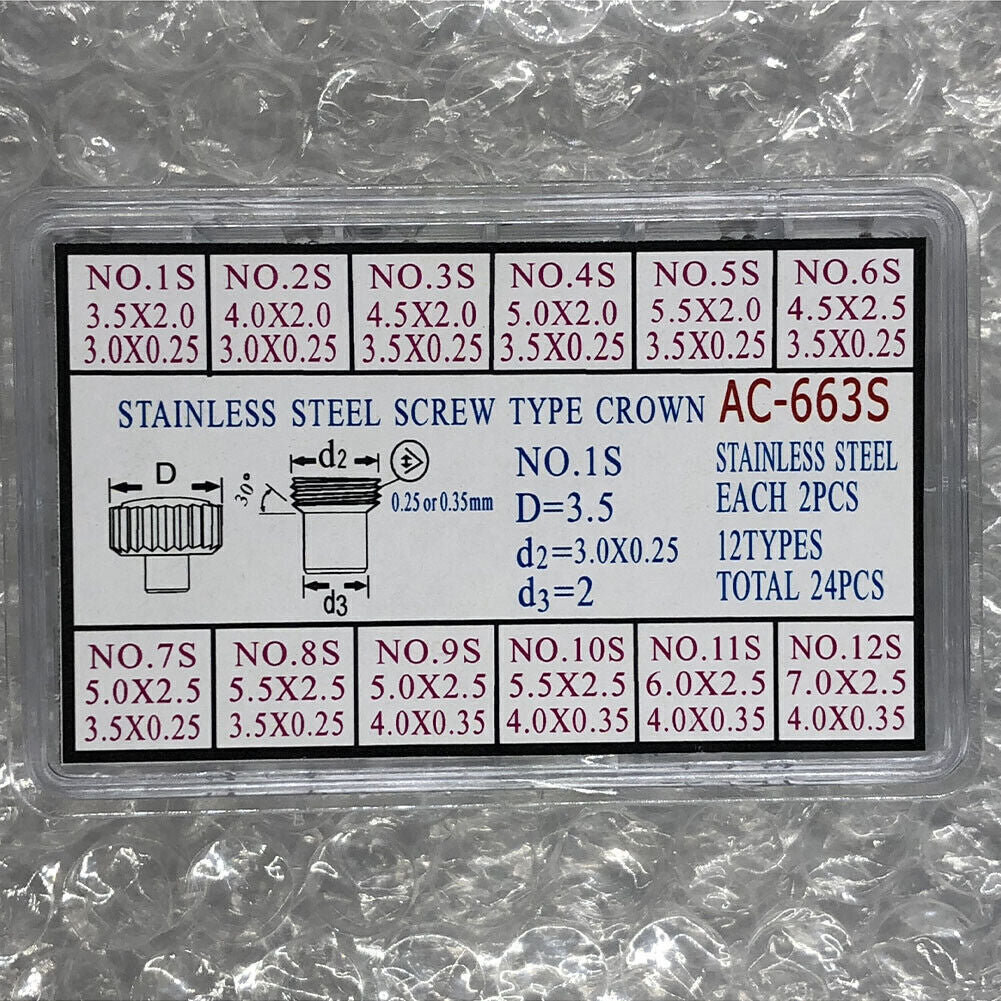 NO.1S
3.5X2.0
3.0X0.25
NO.2S
4.0X2.0
3.0X0.25
NO.3S
4.5X2.0
3.5X0.25
NO.4S
5.0X2.0
3.5X0.25
NO.5S
5.5X2.0
3.5X0.25
NO.6S
4.5X2.5
3.5X0.25
STAINLESS STEEL SCREW TYPE CROWN AC-663S
D
30°
d2
0.25 or 0.35mm
d3
NO.1S
D=3.5
d2=3.0X0.25
d3=2
STAINLESS STEEL
EACH 2PCS
12TYPES
TOTAL 24PCS
NO.7S
5.0X2.5
3.5X0.25
NO.8S
5.5X2.5
3.5X0.25
NO.9S
5.0X2.5
4.0X0.35
NO.10S
5.5X2.5
4.0X0.35
NO.11S
6.0X2.5
4.0X0.35
NO.12S
7.0X2.5
4.0X0.35